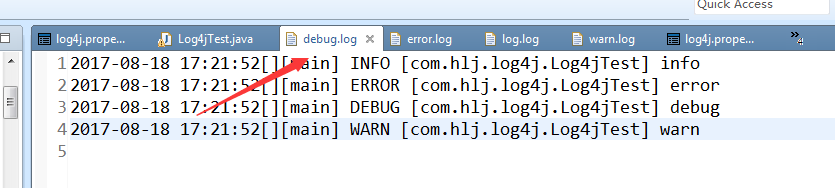 Quick Access
log4j.prope...
Log4jTest.java
debug.log
error.log
log.log
warn.log
log4j.prope...
»4
1 2017-08-18 17:21:52[][main] INFO [com.hlj.log4j.Log4jTest] info
2 2017-08-18 17:21:52[][main] ERROR [com.hlj.log4j.Log4jTest] error
3 2017-08-18 17:21:52[][main] DEBUG [com.hlj.log4j.Log4jTest] debug
4 2017-08-18 17:21:52[][main] WARN [com.hlj.log4j.Log4jTest] warn
5